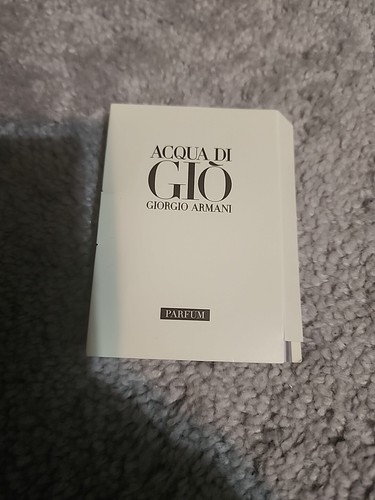 ACQUA DI
GIÒ
GIORGIO ARMANI
PARFUM